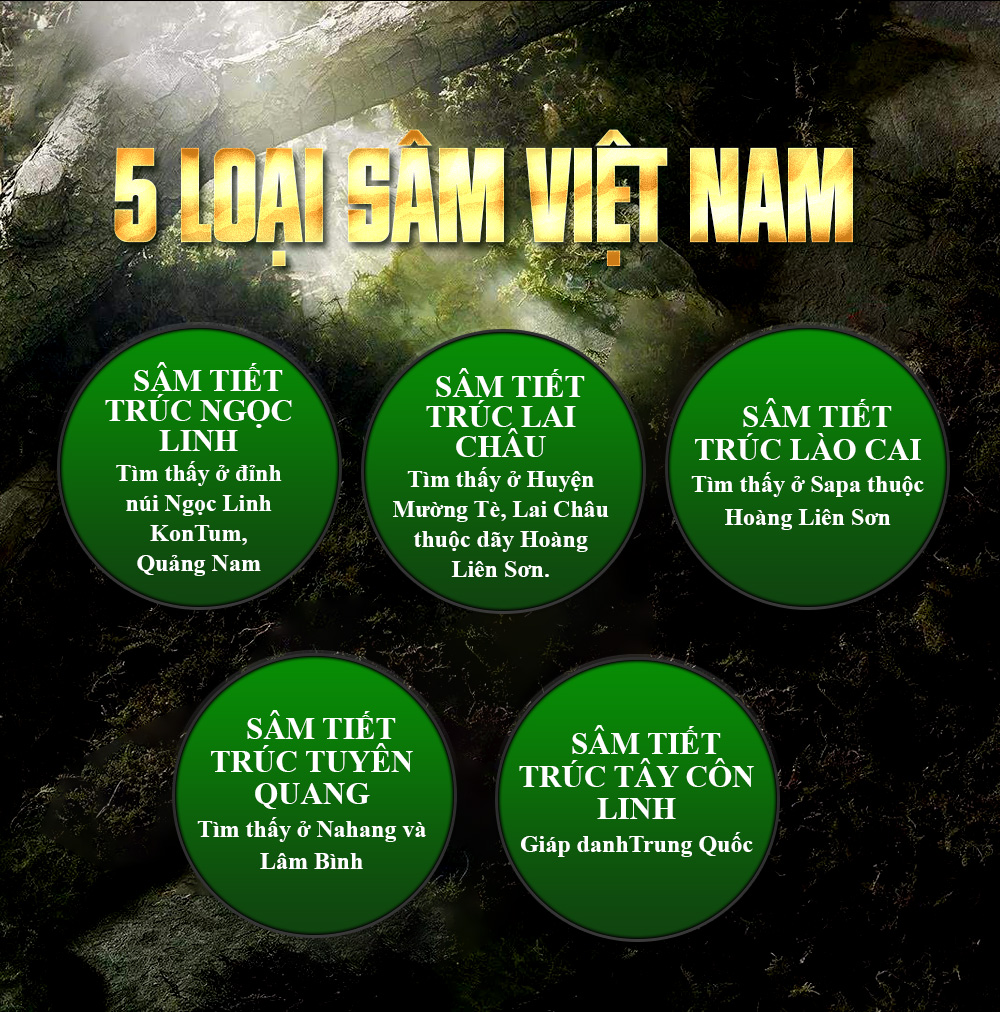 5 LOẠI SÂM VIỆT NAM
SÂM TIẾT
TRÚC NGỌC
LINH
Tìm thấy ở đỉnh
núi Ngọc Linh
KonTum,
Quảng Nam
SÂM TIẾT
TRÚC LAI
CHÂU
Tìm thấy ở Huyện
Mường Tè, Lai Châu
thuộc dãy Hoàng
Liên Sơn.
SÂM TIẾT
TRÚC LÀO CAI
Tìm thấy ở Sapa thuộc
Hoàng Liên Sơn
SÂM TIẾT
TRÚC TUYÊN
QUANG
Tìm thấy ở Nahang và
Lâm Bình
SÂM TIẾT
TRÚC TÂY CÔN
LINH
Giáp danhTrung Quốc